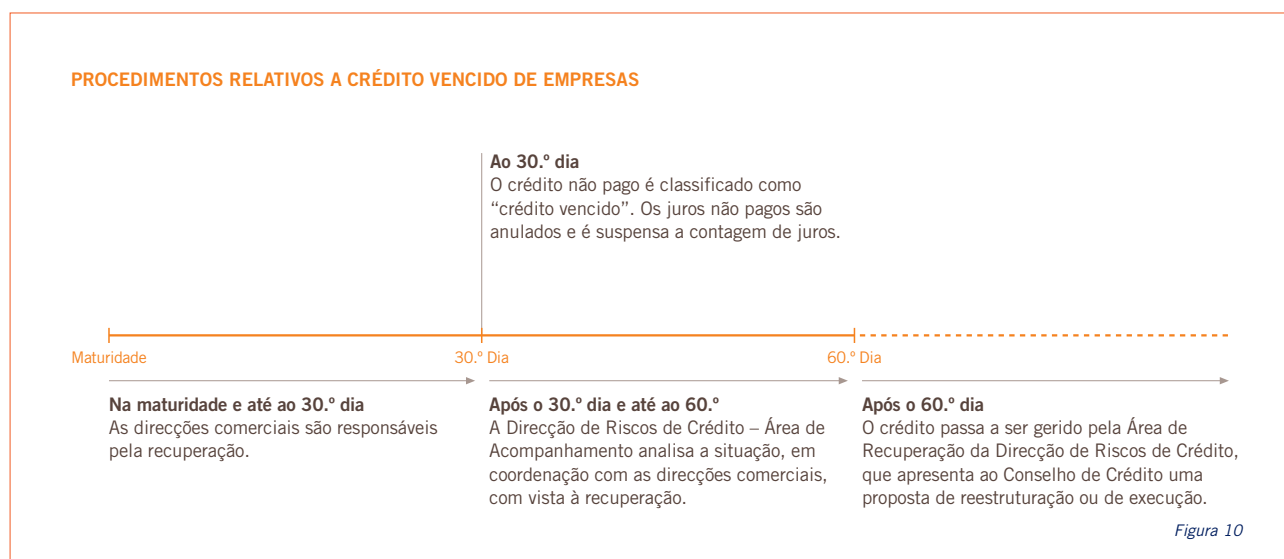 PROCEDIMENTOS RELATIVOS A CRÉDITO VENCIDO DE EMPRESAS
Ao 30.º dia
O crédito não pago é classificado como
“crédito vencido”. Os juros não pagos são
anulados e é suspensa a contagem de juros.
Maturidade
30.º Dia
60.º Dia
Na maturidade e até ao 30.º dia
As direcções comerciais são responsáveis
pela recuperação.
Após o 30.º dia e até ao 60.º
A Direcção de Riscos de Crédito – Área de
Acompanhamento analisa a situação, em
coordenação com as direcções comerciais,
com vista à recuperação.
Após o 60.º dia
O crédito passa a ser gerido pela Área de
Recuperação da Direcção de Riscos de Crédito,
que apresenta ao Conselho de Crédito uma
proposta de reestruturação ou de execução.
Figura 10